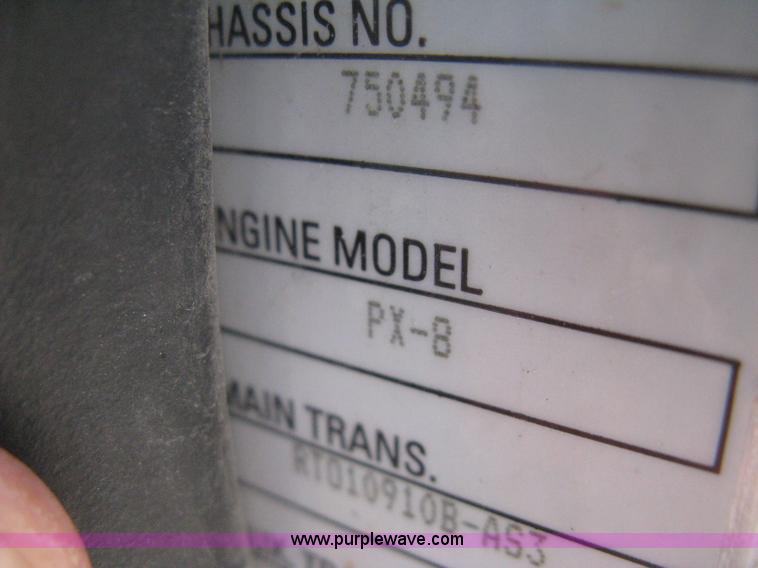 HASSIS NO.
750494
NGINE MODEL
PX-8
MAIN TRANS.
RTO10910B-AS3
www.purplewave.com